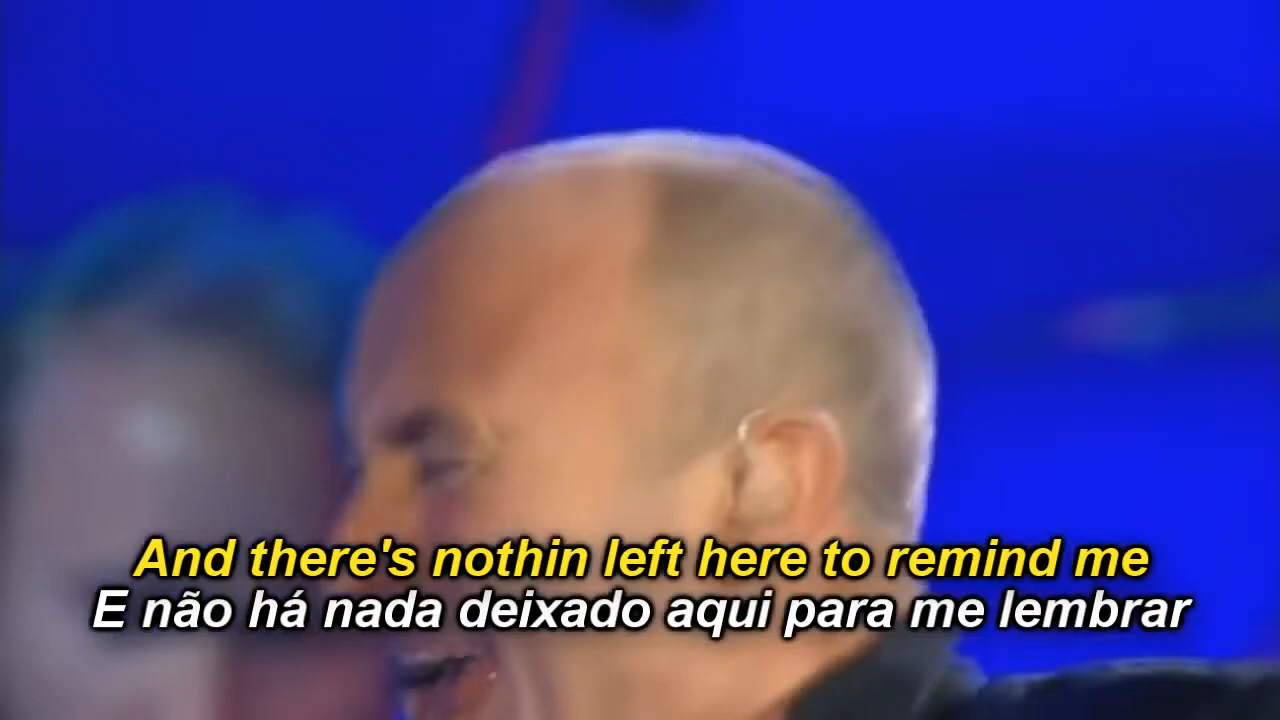 And there's nothin left here to remind me
E não há nada deixado aqui para me lembrar